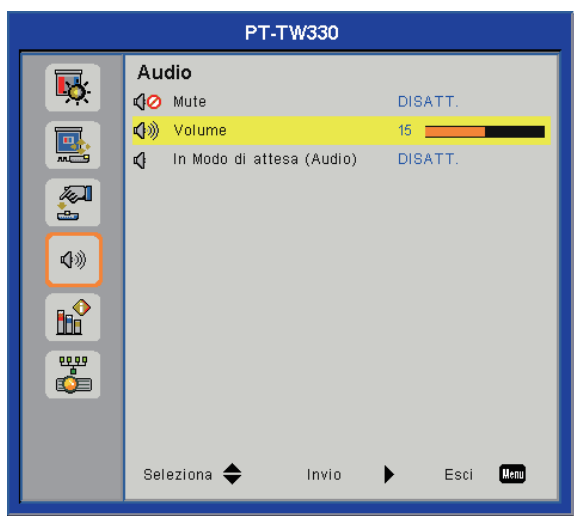 PT-TW330
Audio
Mute DISATT.
Volume 15
In Modo di attesa (Audio) DISATT.
Seleziona Invio Esci Menu